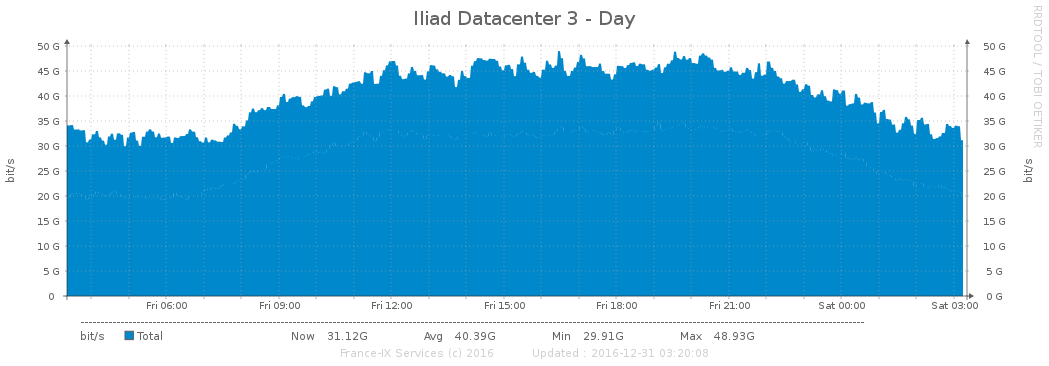 Iliad Datacenter 3 - Day
RRDTOOL / TOBI OETIKER
50 G 50 G
45 G 45 G
40 G 40 G
35 G 35 G
30 G 30 G
25 G 25 G
20 G 20 G
15 G 15 G
10 G 10 G
5 G 5 G
0 0 G
bit/s bit/s
Fri 06:00 Fri 09:00 Fri 12:00 Fri 15:00 Fri 18:00 Fri 21:00 Sat 00:00 Sat 03:00
bit/s Total Now 31.12G Avg 40.39G Min 29.91G Max 48.93G
France-IX Services (c) 2016 Updated : 2016-12-31 03:20:08